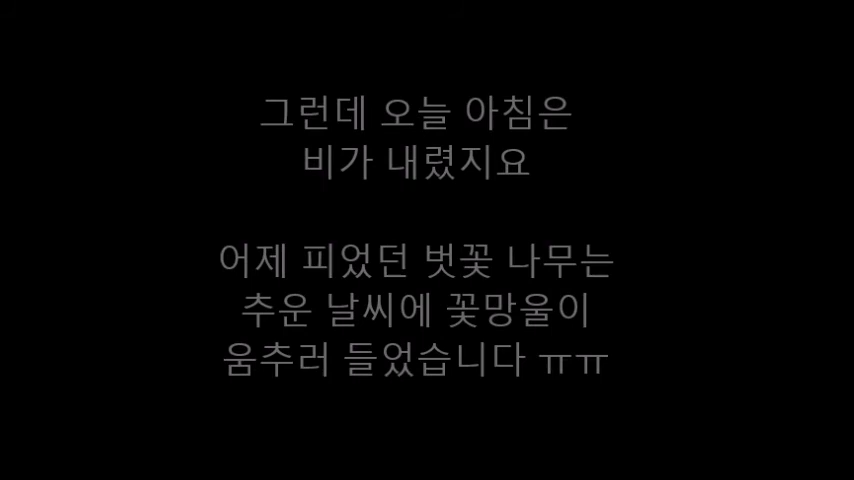 그런데 오늘 아침은
비가 내렸지요
어제 피었던 벗꽃 나무는
추운 날씨에 꽃망울이
움추러 들었습니다 ㅠㅠ